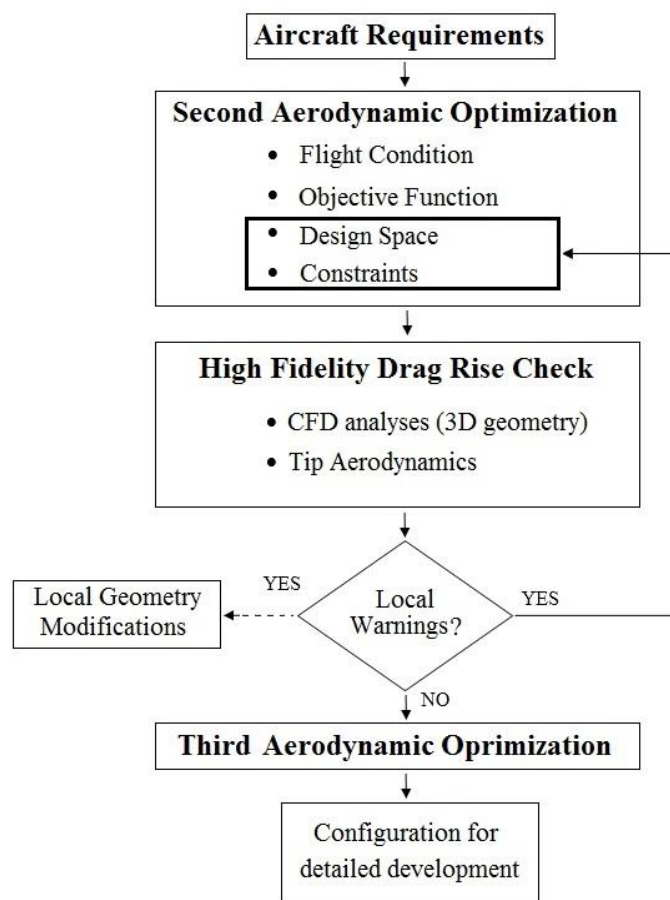 Aircraft Requirements
Second Aerodynamic Optimization
• Flight Condition
• Objective Function
• Design Space
• Constraints
High Fidelity Drag Rise Check
• CFD analyses (3D geometry)
• Tip Aerodynamics
YES
Local Geometry
Modifications
Local
Warnings?
YES
NO
Third Aerodynamic Oprimization
Configuration for
detailed development